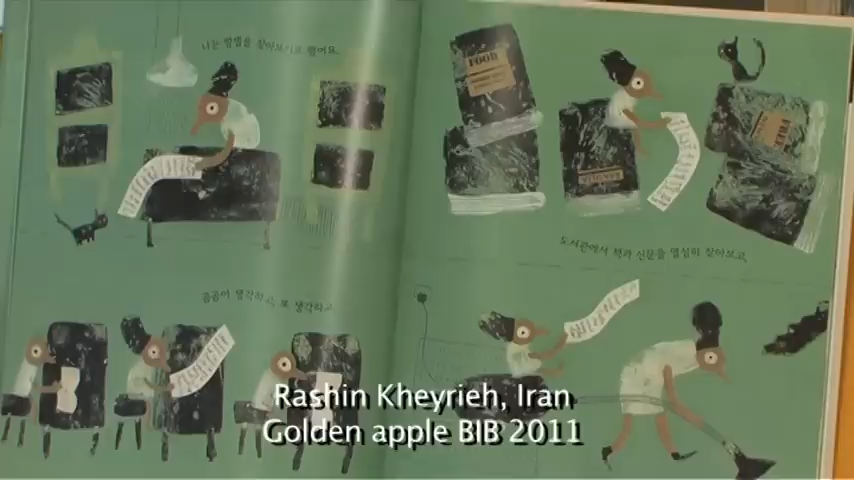 나는 방법을 찾아보기로 했어요.
FOOD
도서관에서 책과 신문을 열심히 찾아보고,
곰곰이 생각하고, 또 생각하고
Rashin Kheyrieh, Iran
Golden apple BIB 2011